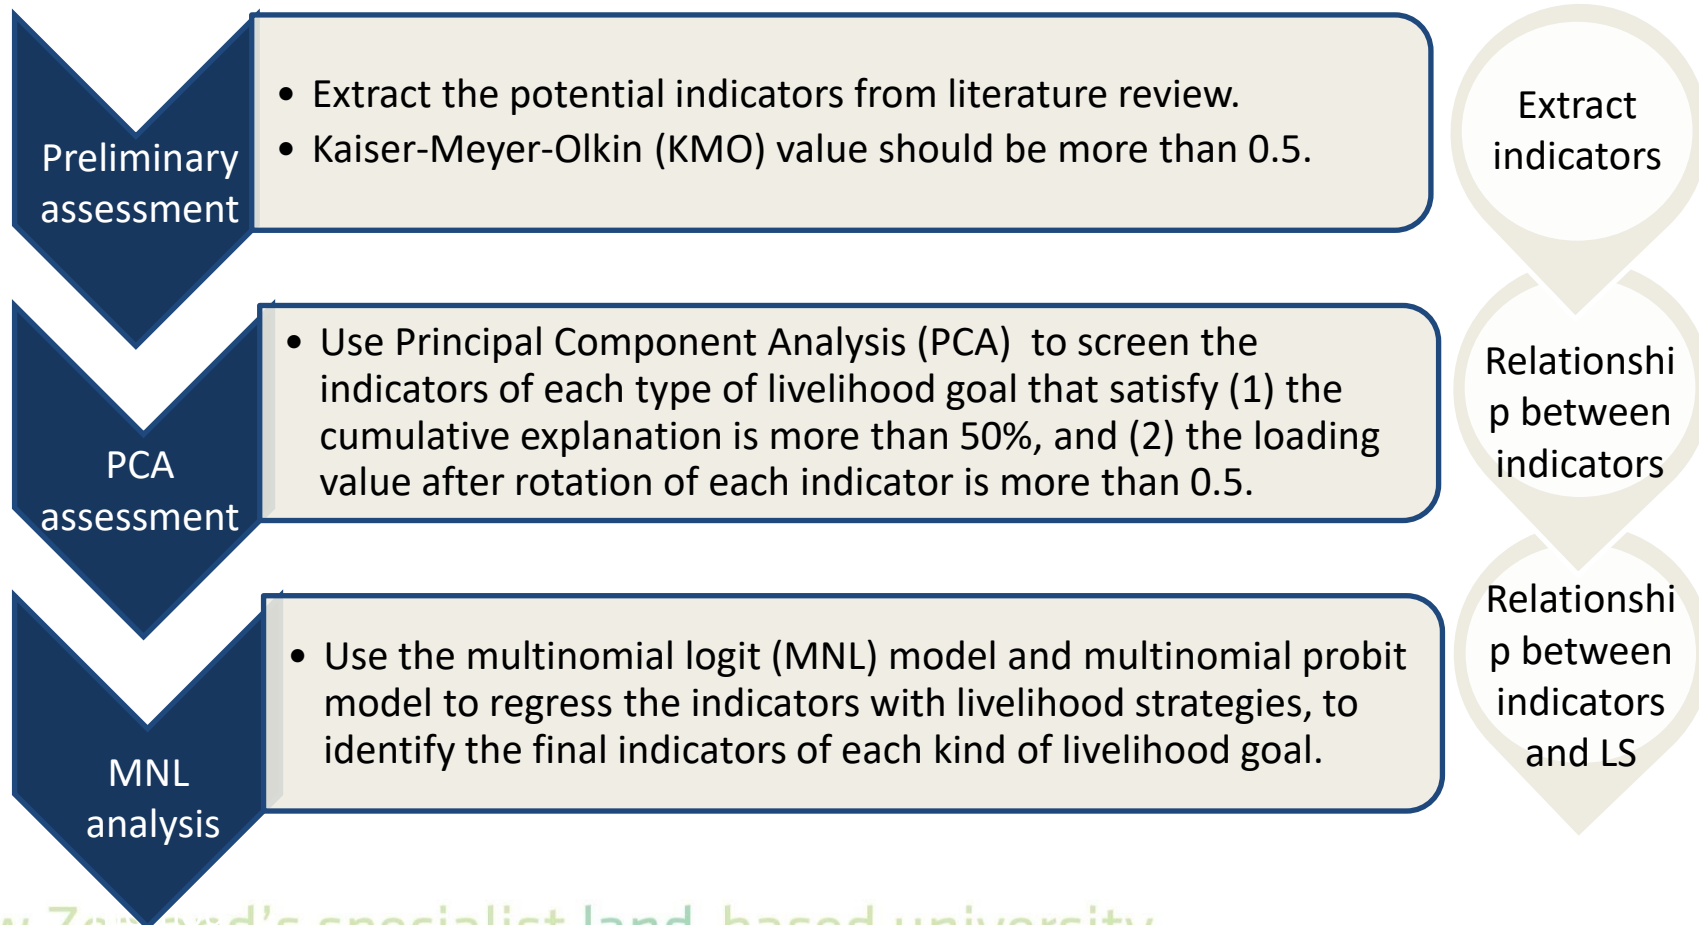 Preliminary
assessment
• Extract the potential indicators from literature review.
• Kaiser-Meyer-Olkin (KMO) value should be more than 0.5.
Extract
indicators
PCA
assessment
• Use Principal Component Analysis (PCA)  to screen the
indicators of each type of livelihood goal that satisfy (1) the
cumulative explanation is more than 50%, and (2) the loading
value after rotation of each indicator is more than 0.5.
Relationshi
p between
indicators
MNL
analysis
• Use the multinomial logit (MNL) model and multinomial probit
model to regress the indicators with livelihood strategies, to
identify the final indicators of each kind of livelihood goal.
Relationshi
p between
indicators
and LS
specialist land-based university